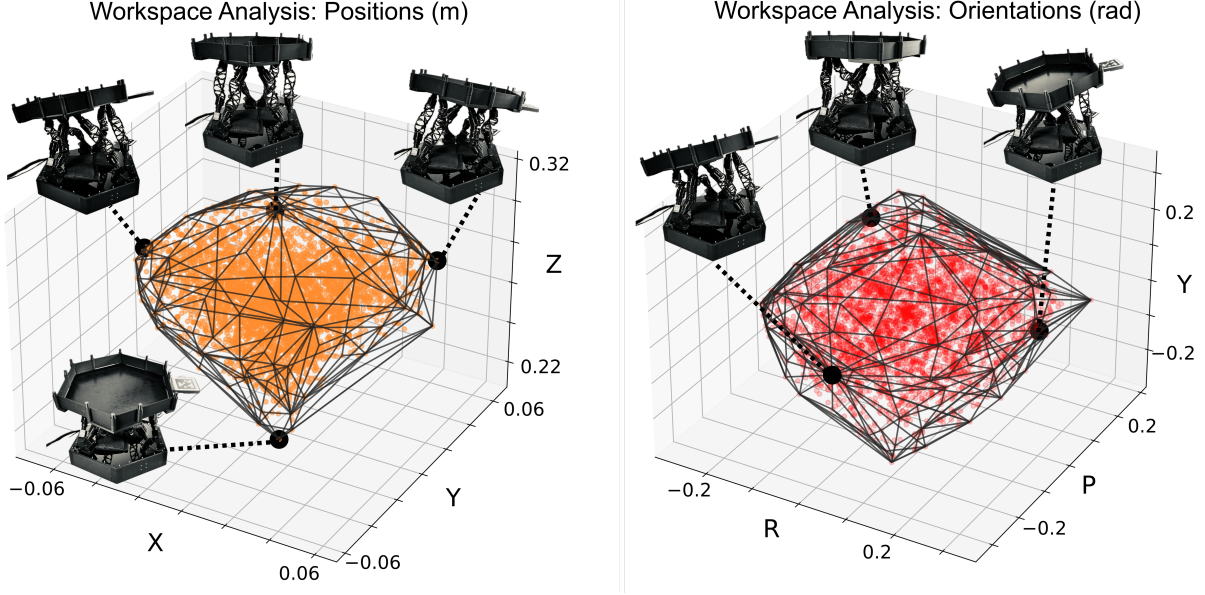 Workspace Analysis: Positions (m)
0.32
Z
0.22
0.06
Y
−0.06
X
0.06
−0.06
Workspace Analysis: Orientations (rad)
0.2
Y
−0.2
0.2
P
−0.2
−0.2
R
0.2